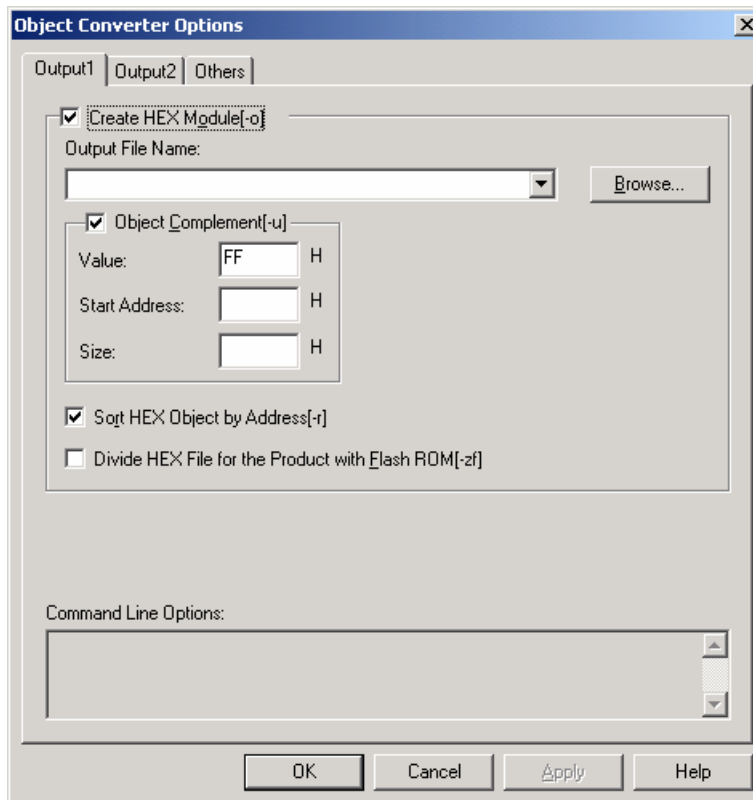 Object Converter Options
Output1 Output2 Others
Create HEX Module[-o]
Output File Name:
Browse...
Object Complement[-u]
Value: FF H
Start Address: H
Size: H
Sort HEX Object by Address[-r]
Divide HEX File for the Product with Flash ROM[-zf]
Command Line Options:
OK Cancel Apply Help